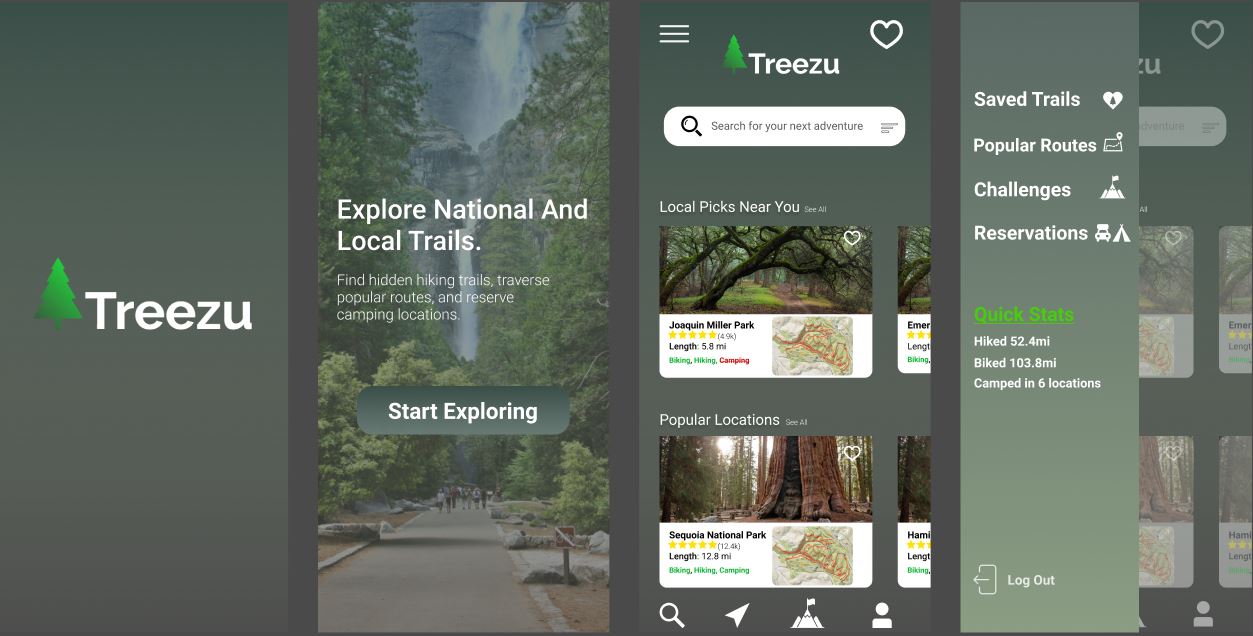 Treezu
Explore National And
Local Trails.
Find hidden hiking trails, traverse
popular routes, and reserve
camping locations.
Start Exploring
Treezu
Search for your next adventure
Local Picks Near You See All
Joaquin Miller Park
(4.9k)
Length: 5.8 mi
Biking, Hiking, Camping
Emer
Lengt
Biking,
Popular Locations See All
Sequoia National Park
(12.4k)
Length: 12.8 mi
Biking, Hiking, Camping
Hami
Lengt
Biking,
zu
Saved Trails
adventure
Popular Routes
Challenges
All
Reservations
Quick Stats
Hiked 52.4mi
Biked 103.8mi
Camped in 6 locations
Eme
Lengt
Biking
All
Hami
Lengt
Biking
Log Out